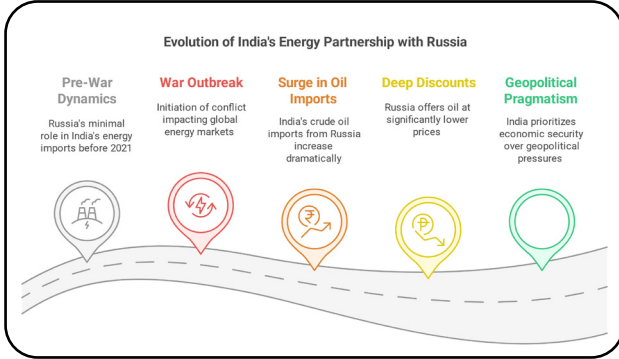 Evolution of India's Energy Partnership with Russia
Pre-War
Dynamics
Russia's minimal
role in India's energy
imports before 2021
War Outbreak
Initiation of conflict
impacting global
energy markets
Surge in Oil
Imports
India's crude oil
imports from Russia
increase
dramatically
Deep Discounts
Russia offers oil at
significantly lower
prices
Geopolitical
Pragmatism
India prioritizes
economic security
over geopolitical
pressures
₹
₽